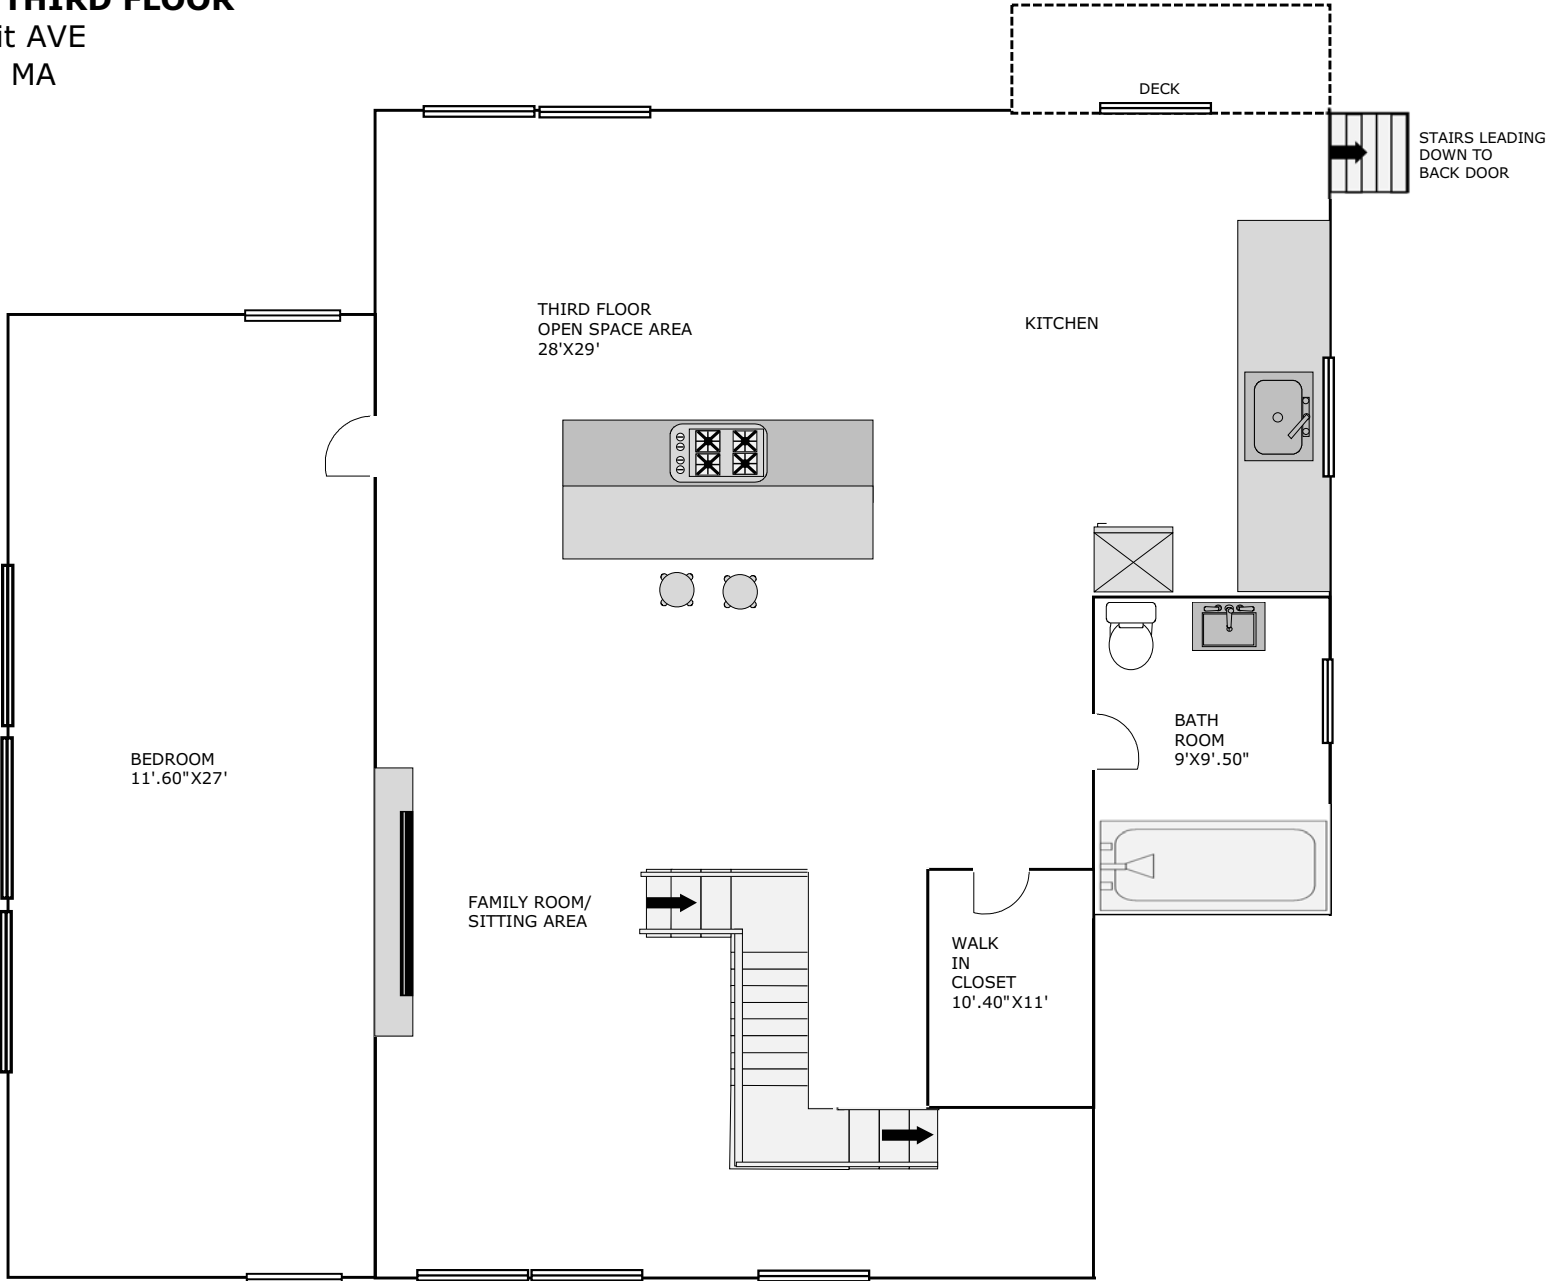 THIRD FLOOR
it AVE
MA
DECK
STAIRS LEADING
DOWN TO
BACK DOOR
THIRD FLOOR
OPEN SPACE AREA
28'X29'
KITCHEN
BEDROOM
11'.60"X27'
BATH
ROOM
9'X9'.50"
FAMILY ROOM/
SITTING AREA
WALK
IN
CLOSET
10'.40"X11'